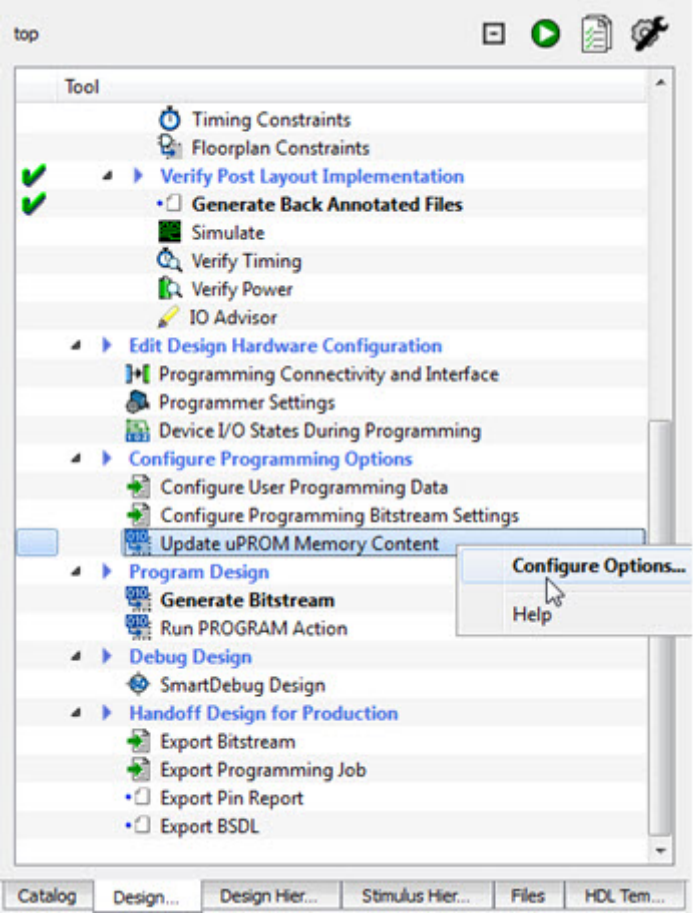 top
Tool
Timing Constraints
Floorplan Constraints
Verify Post Layout Implementation
Generate Back Annotated Files
Simulate
Verify Timing
Verify Power
IO Advisor
Edit Design Hardware Configuration
Programming Connectivity and Interface
Programmer Settings
Device I/O States During Programming
Configure Programming Options
Configure User Programming Data
Configure Programming Bitstream Settings
Update uPROM Memory Content
Configure Options...
Help
Program Design
Generate Bitstream
Run PROGRAM Action
Debug Design
SmartDebug Design
Handoff Design for Production
Export Bitstream
Export Programming Job
Export Pin Report
Export BSDL
Catalog Design... Design Hier... Stimulus Hier... Files HDL Tem...